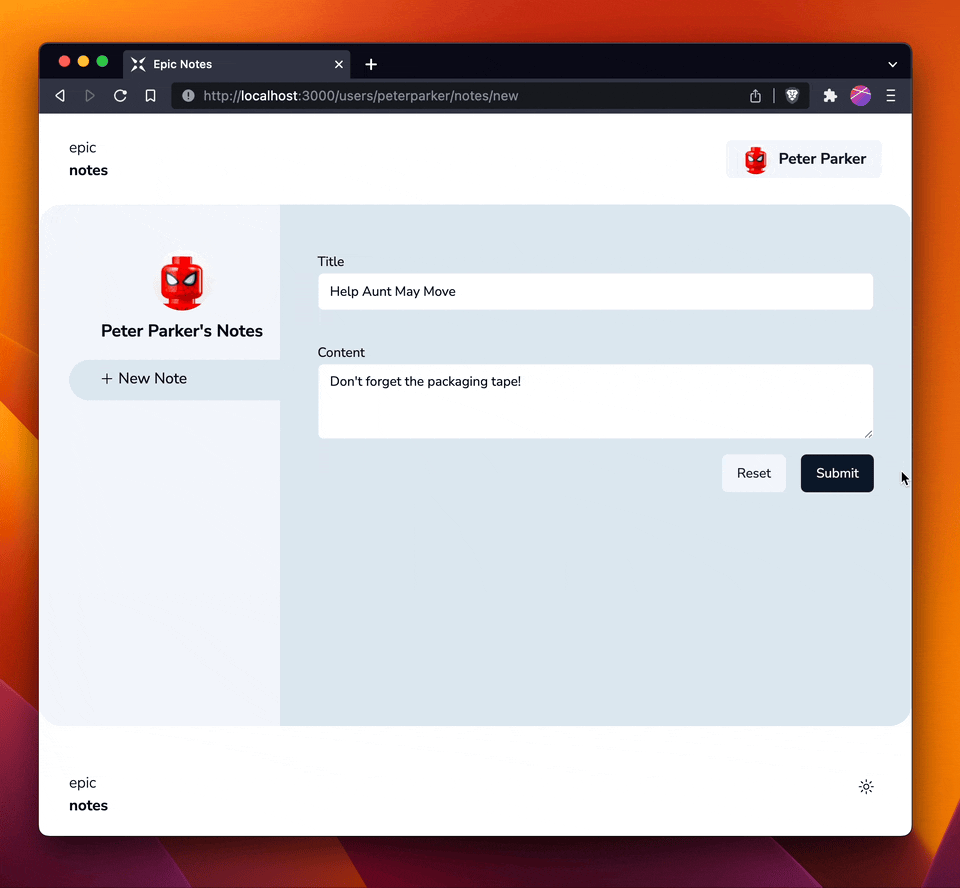 Epic Notes
http://localhost:3000/users/peterparker/notes/new
epic
notes
Peter Parker
Peter Parker's Notes
+ New Note
Title
Help Aunt May Move
Content
Don't forget the packaging tape!
Reset
Submit
epic
notes